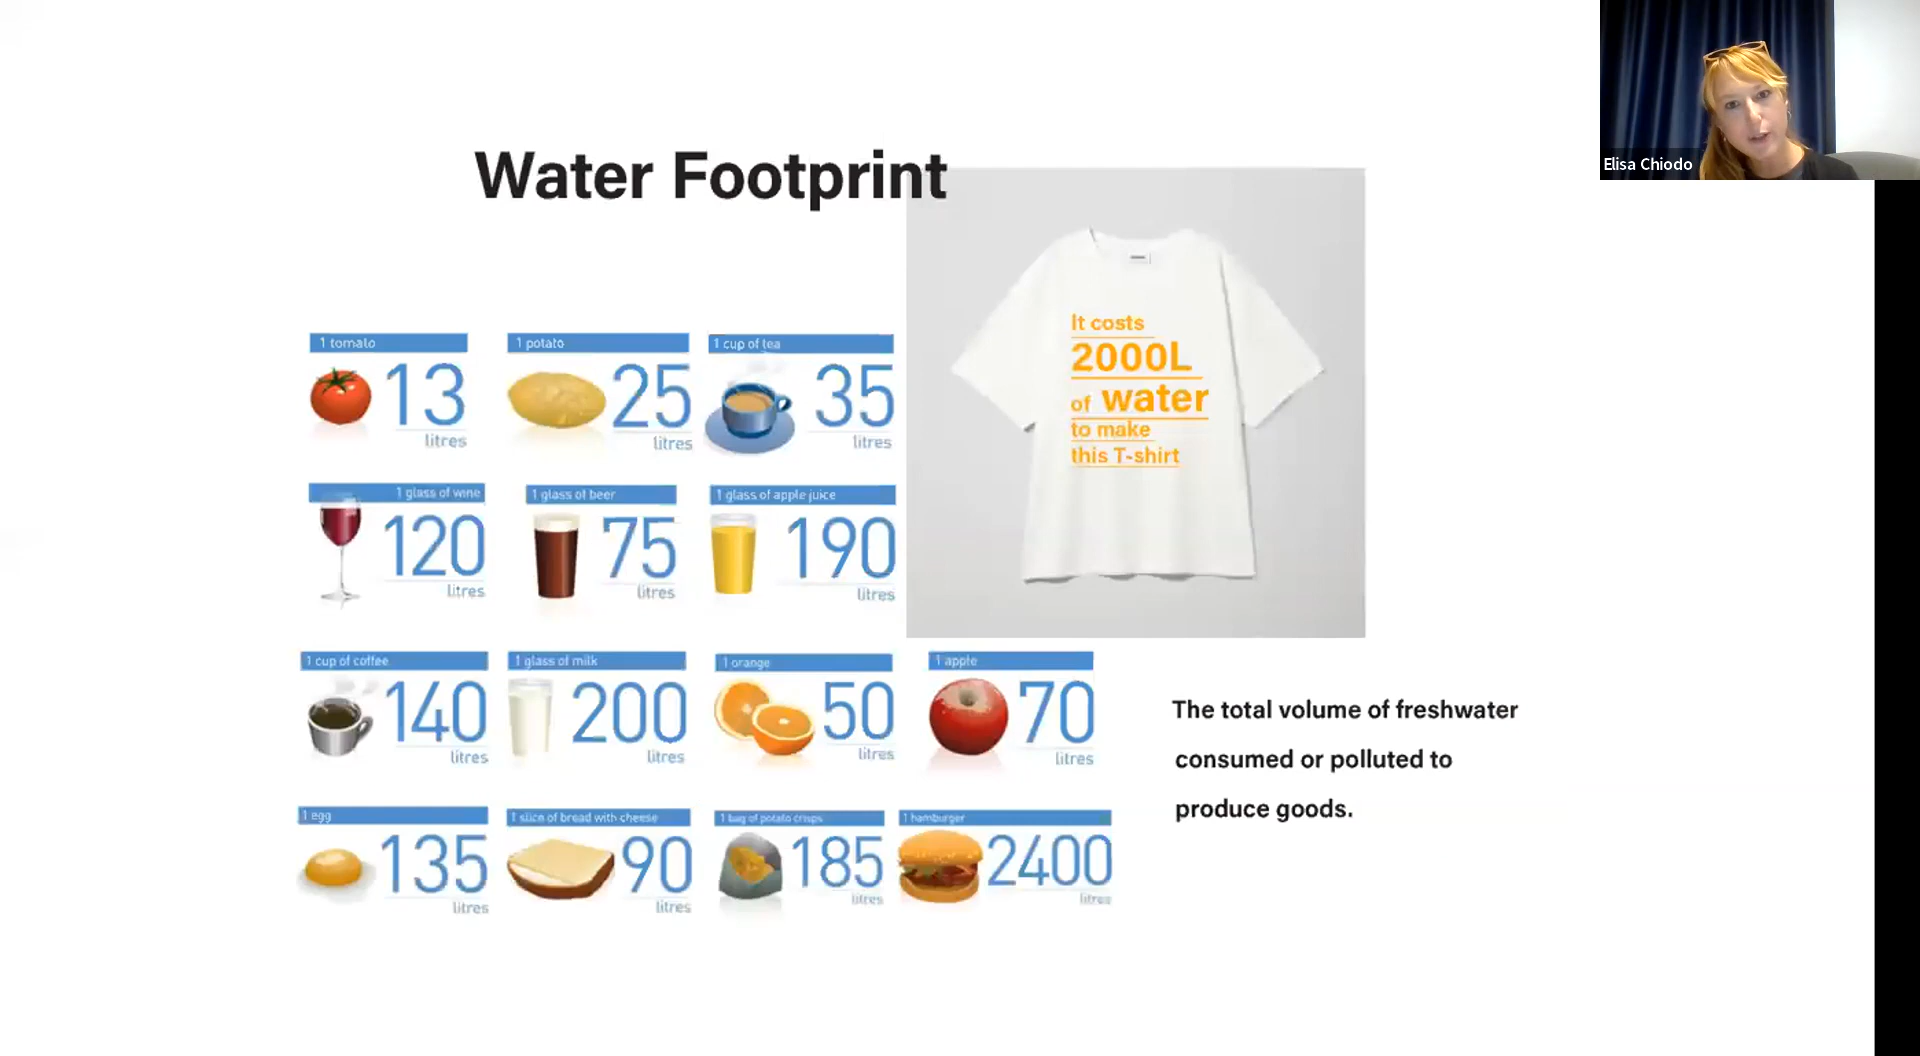 Elisa Chiodo
Water Footprint
It costs
2000L
of water
to make
this T-shirt
1 tomato
13
litres
1 potato
25
litres
1 cup of tea
35
litres
1 glass of wine
120
litres
1 glass of beer
75
litres
1 glass of apple juice
190
litres
1 cup of coffee
140
litres
1 glass of milk
200
litres
1 orange
50
litres
1 apple
70
litres
The total volume of freshwater
consumed or polluted to
produce goods.
1 egg
135
litres
1 slice of bread with cheese
90
litres
1 bag of potato crisps
185
litres
1 hamburger
2400
litres